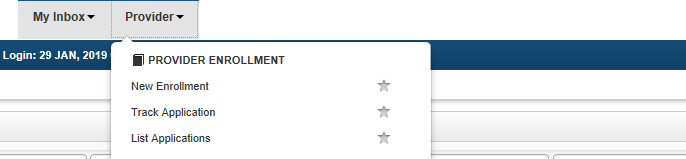 My Inbox Provider
Login: 29 JAN, 2019
PROVIDER ENROLLMENT
New Enrollment
Track Application
List Applications